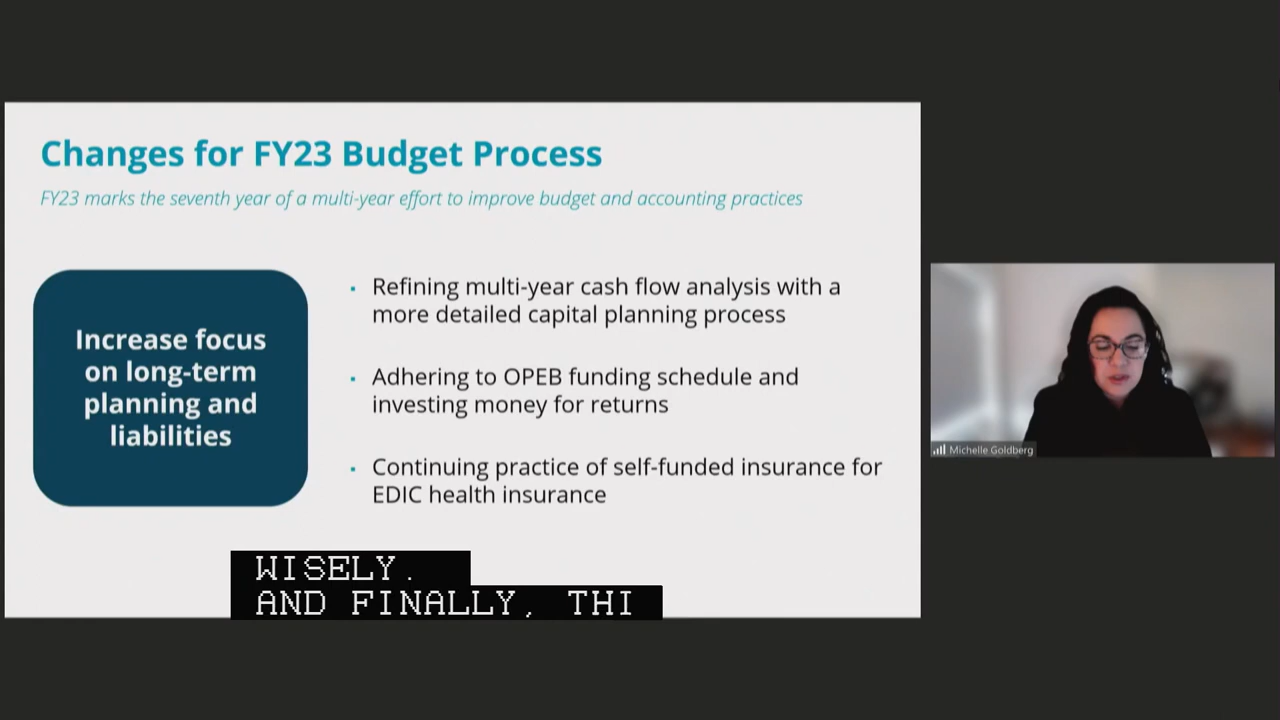 Changes for FY23 Budget Process
FY23 marks the seventh year of a multi-year effort to improve budget and accounting practices
Increase focus
on long-term
planning and
liabilities
▪ Refining multi-year cash flow analysis with a
more detailed capital planning process
▪ Adhering to OPEB funding schedule and
investing money for returns
▪ Continuing practice of self-funded insurance for
EDIC health insurance
WISELY.
AND FINALLY, THI
Michelle Goldberg